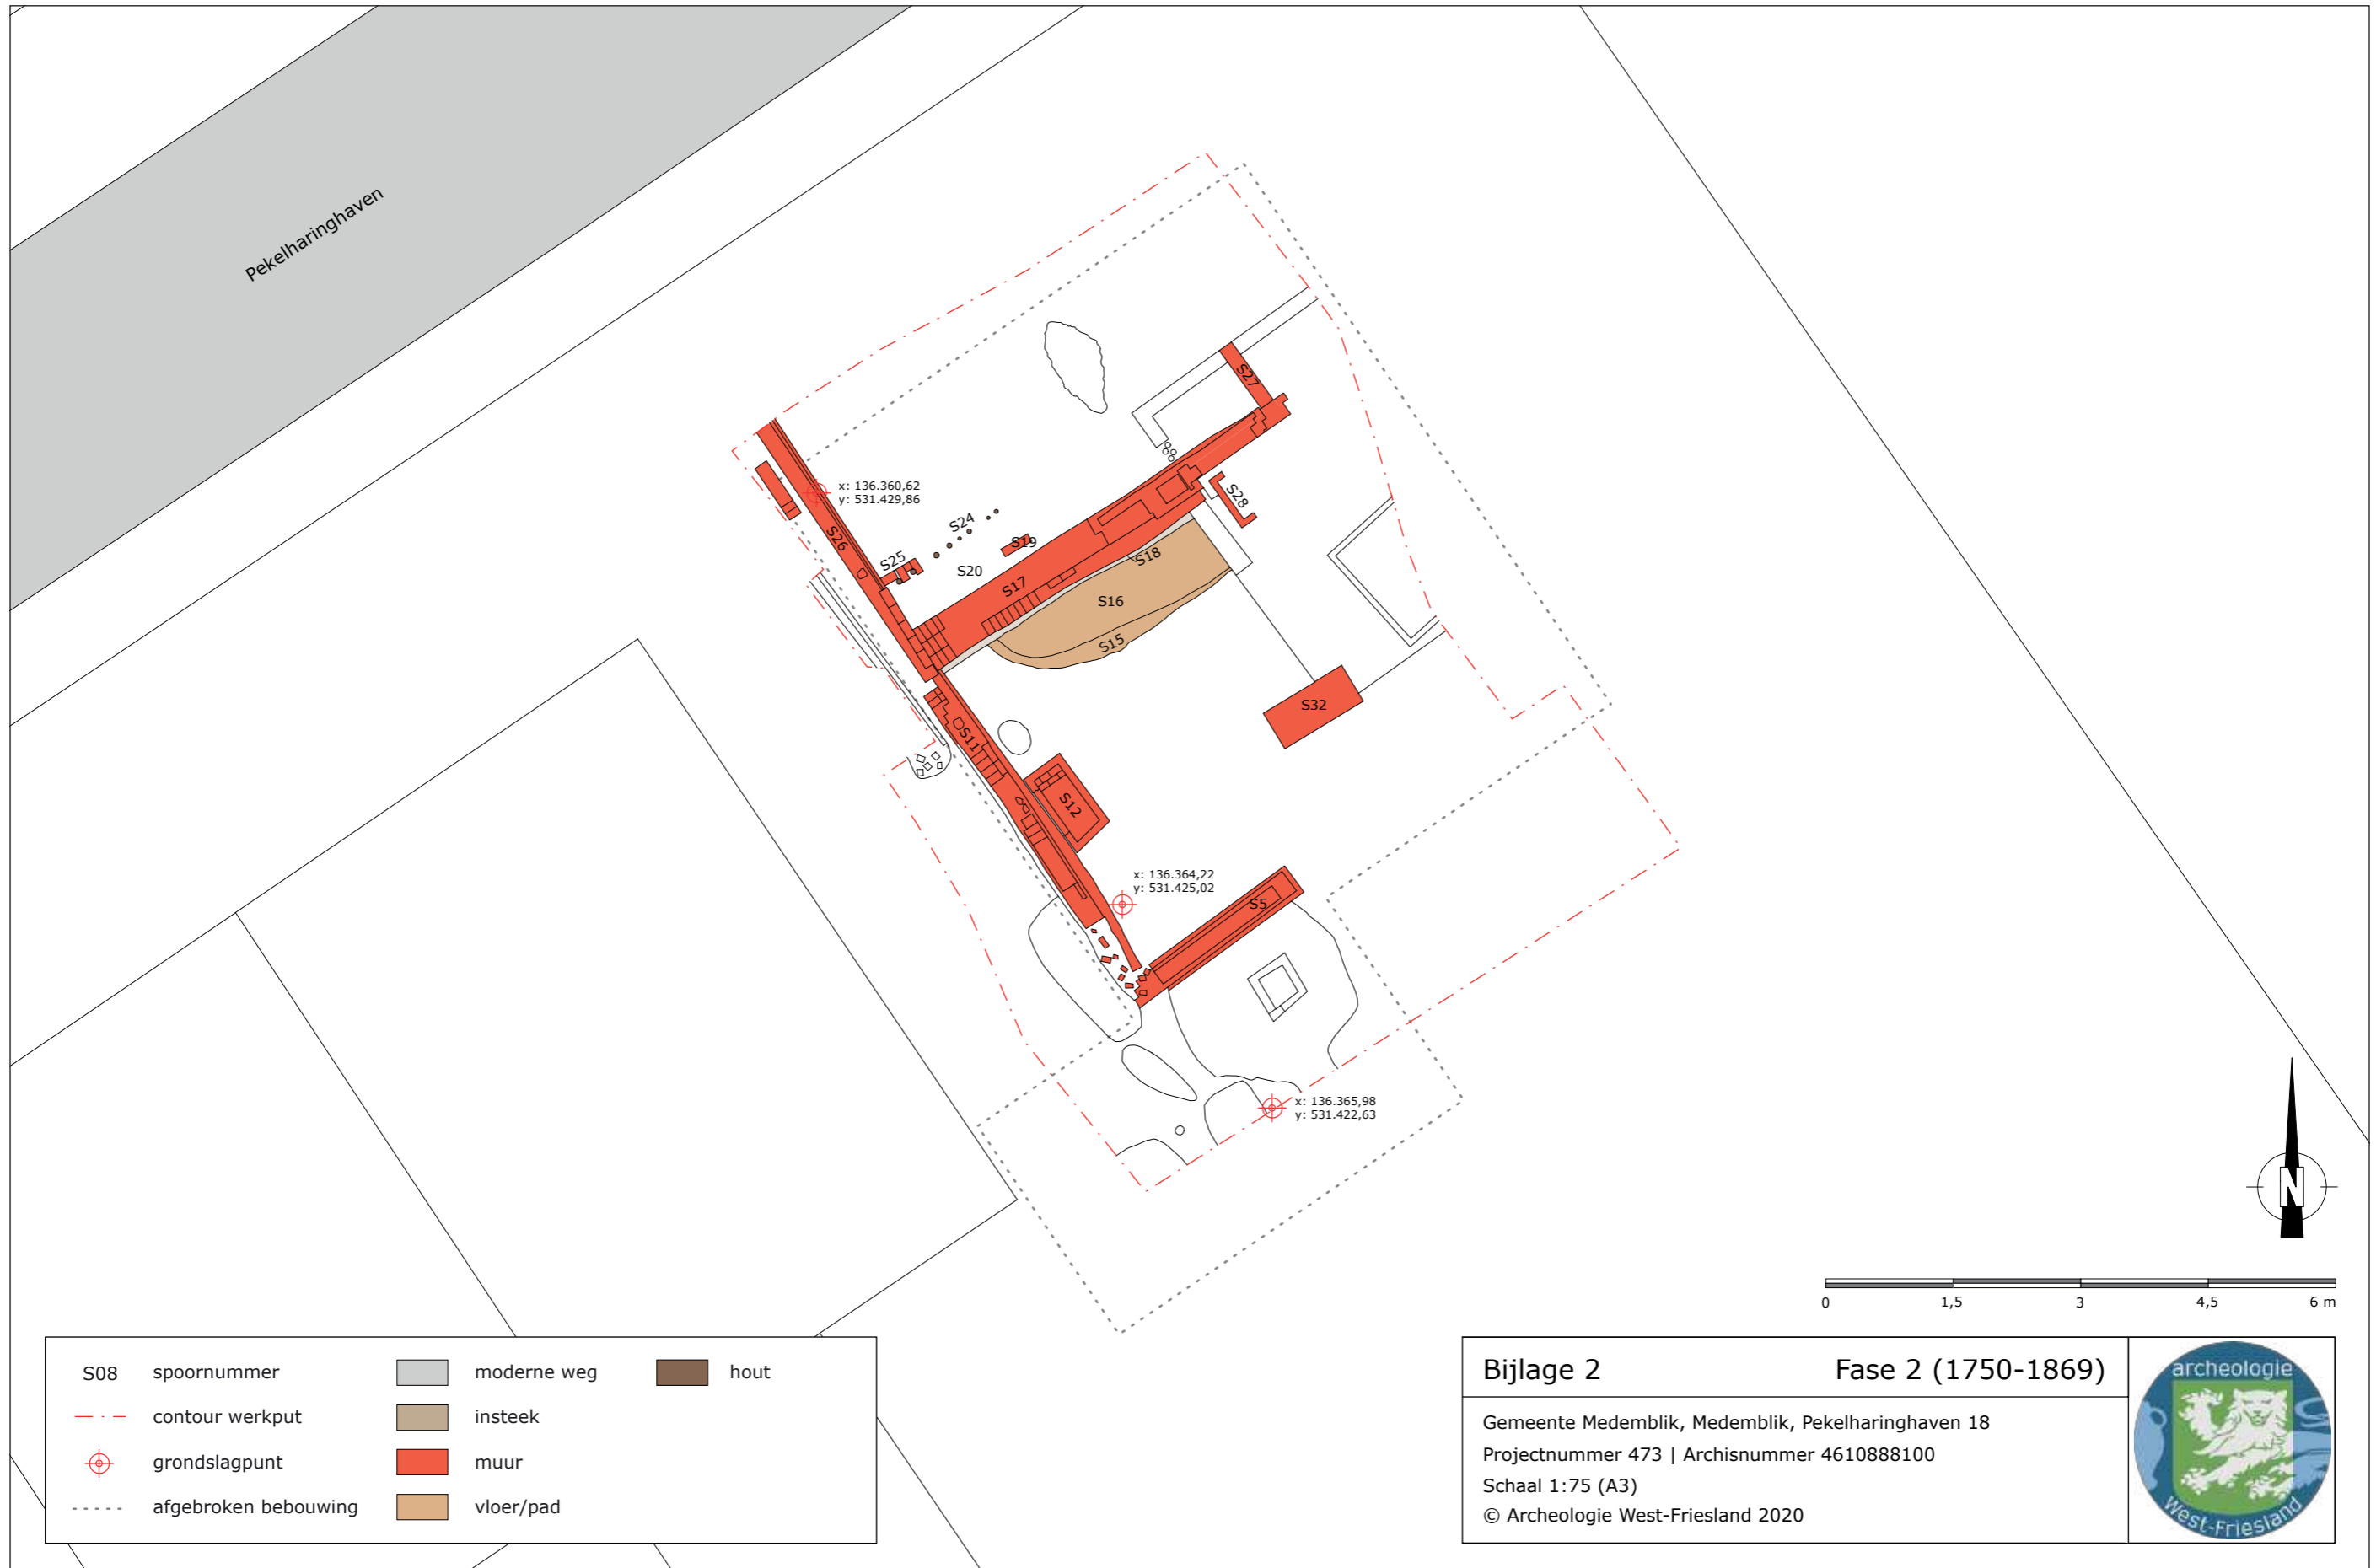 Pekelharinghaven
S27
x: 136.360,62
y: 531.429,86
S28
S24
S26
S19
S25
S18
S20
S17
S16
S15
S32
S11
S12
x: 136.364,22
y: 531.425,02
S5
x: 136.365,98
y: 531.422,63
N
0 1,5 3 4,5 6 m
S08 spoornummer
contour werkput
grondslagpunt
afgebroken bebouwing
moderne weg
insteek
muur
vloer/pad
hout
Bijlage 2 Fase 2 (1750-1869)
Gemeente Medemblik, Medemblik, Pekelharinghaven 18
Projectnummer 473 | Archisnummer 4610888100
Schaal 1:75 (A3)
© Archeologie West-Friesland 2020
archeologie
West-Friesland